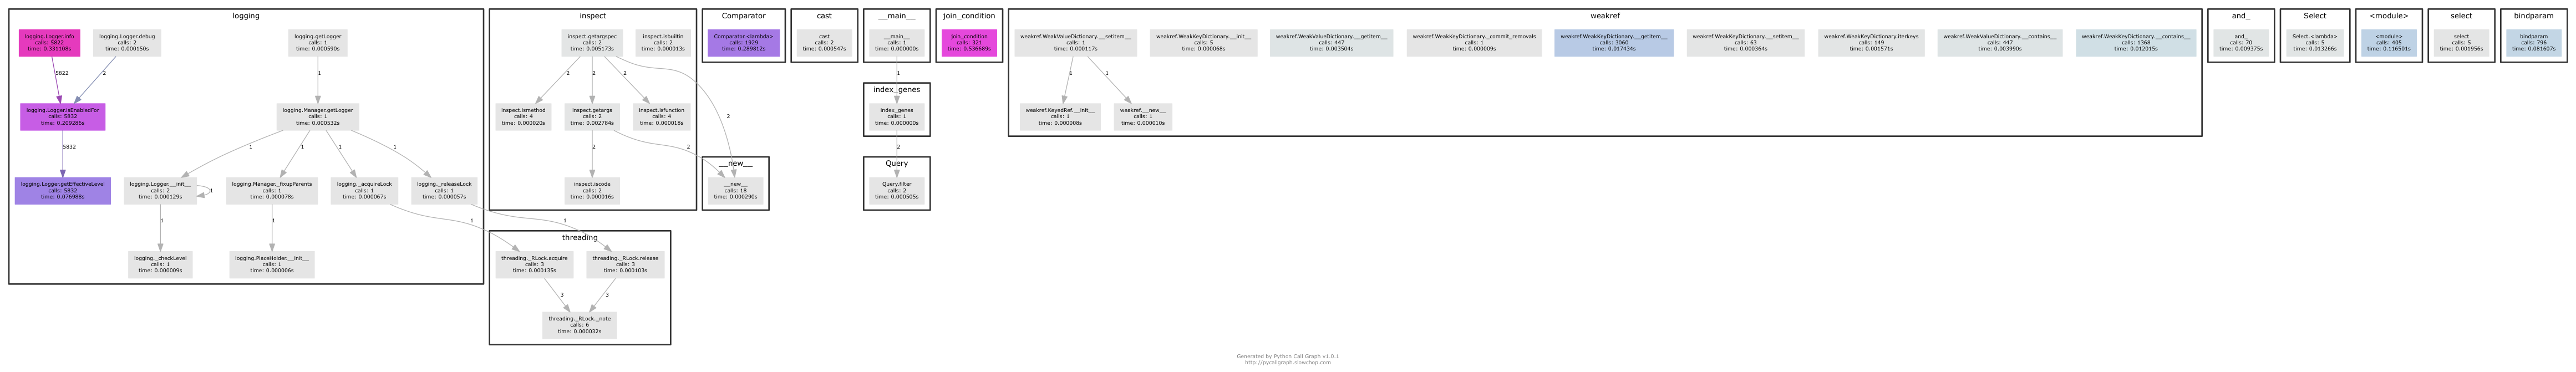 logging
logging.Logger.info
calls: 5822
time: 0.331108s
logging.Logger.debug
calls: 2
time: 0.000150s
logging.getLogger
calls: 1
time: 0.000590s
5822
2
1
logging.Logger.isEnabledFor
calls: 5832
time: 0.209286s
logging.Manager.getLogger
calls: 1
time: 0.000532s
5832
1
1
1
1
logging.Logger.getEffectiveLevel
calls: 5832
time: 0.076988s
logging.Logger.__init__
calls: 2
time: 0.000129s
1
logging.Manager._fixupParents
calls: 1
time: 0.000078s
logging._acquireLock
calls: 1
time: 0.000067s
logging._releaseLock
calls: 1
time: 0.000057s
1
1
1
1
logging._checkLevel
calls: 1
time: 0.000009s
logging.PlaceHolder.__init__
calls: 1
time: 0.000006s
inspect
inspect.getargspec
calls: 2
time: 0.005173s
inspect.isbuiltin
calls: 2
time: 0.000013s
2
2
2
2
inspect.ismethod
calls: 4
time: 0.000020s
inspect.getargs
calls: 2
time: 0.002784s
inspect.isfunction
calls: 4
time: 0.000018s
2
2
inspect.iscode
calls: 2
time: 0.000016s
threading
threading._RLock.acquire
calls: 3
time: 0.000135s
threading._RLock.release
calls: 3
time: 0.000103s
3
3
threading._RLock._note
calls: 6
time: 0.000032s
Comparator
Comparator.<lambda>
calls: 1929
time: 0.289812s
__new__
__new__
calls: 18
time: 0.000290s
cast
cast
calls: 2
time: 0.000547s
__main__
__main__
calls: 1
time: 0.000000s
1
index_genes
index_genes
calls: 1
time: 0.000000s
2
Query
Query.filter
calls: 2
time: 0.000505s
join_condition
join_condition
calls: 321
time: 0.536689s
weakref
weakref.WeakValueDictionary.__setitem__
calls: 1
time: 0.000117s
weakref.WeakKeyDictionary.__init__
calls: 5
time: 0.000068s
weakref.WeakValueDictionary.__getitem__
calls: 447
time: 0.003504s
weakref.WeakKeyDictionary._commit_removals
calls: 1
time: 0.000009s
weakref.WeakKeyDictionary.__getitem__
calls: 3060
time: 0.017434s
weakref.WeakKeyDictionary.__setitem__
calls: 63
time: 0.000364s
weakref.WeakKeyDictionary.iterkeys
calls: 149
time: 0.001571s
weakref.WeakValueDictionary.__contains__
calls: 447
time: 0.003990s
weakref.WeakKeyDictionary.__contains__
calls: 1368
time: 0.012015s
1
1
weakref.KeyedRef.__init__
calls: 1
time: 0.000008s
weakref.__new__
calls: 1
time: 0.000010s
and_
and_
calls: 70
time: 0.009375s
Select
Select.<lambda>
calls: 5
time: 0.013266s
<module>
<module>
calls: 405
time: 0.116501s
select
select
calls: 5
time: 0.001956s
bindparam
bindparam
calls: 796
time: 0.081607s
Generated by Python Call Graph v1.0.1
http://pycallgraph.slowchop.com